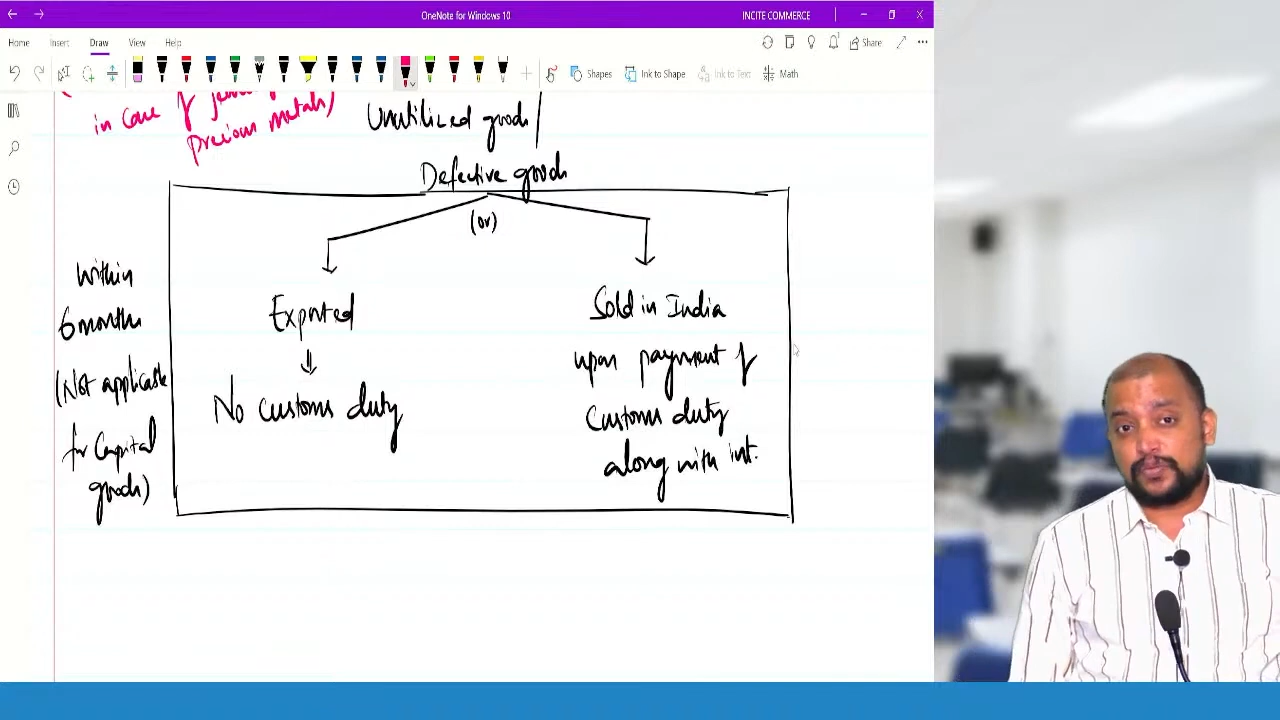 OneNote for Windows 10
INCITE COMMERCE
Home Insert Draw View Help
Share
Shapes
Ink to Shape
Ink to Text
Math
in case of
precious metals)
Unutilized goods/
Defective goods
(or)
within
6 months
(Not applicable
for Capital
goods)
Exported
No customs duty
Sold in India
upon payment of
Customs duty
along with int.